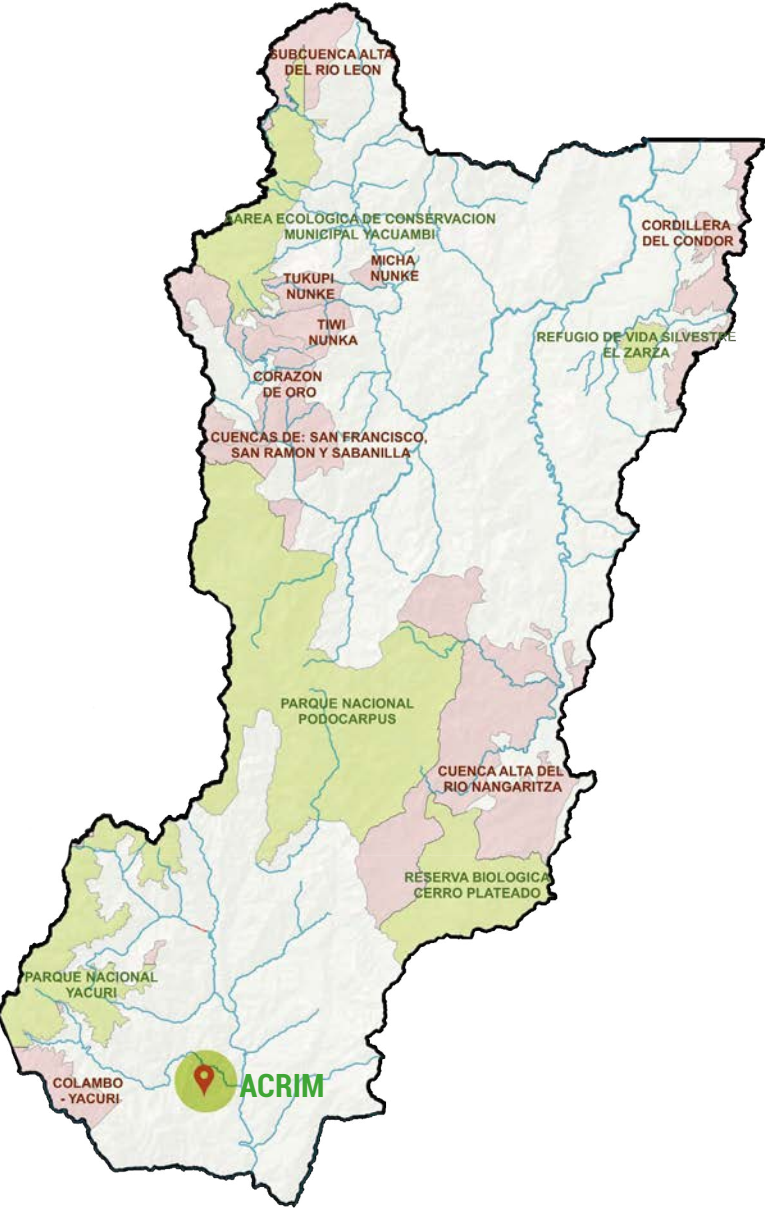 SUBCUENCA ALTA
DEL RIO LEON
AREA ECOLOGICA DE CONSERVACION
MUNICIPAL YACUAMBI
CORDILLERA
DEL CONDOR
MICHA
NUNKE
TUKUPI
NUNKE
TIWI
NUNKA
REFUGIO DE VIDA SILVESTRE
EL ZARZA
CORAZON
DE ORO
CUENCAS DE: SAN FRANCISCO,
SAN RAMON Y SABANILLA
PARQUE NACIONAL
PODOCARPUS
CUENCA ALTA DEL
RIO NANGARITZA
RESERVA BIOLOGICA
CERRO PLATEADO
PARQUE NACIONAL
YACURI
COLAMBO
- YACURI
ACRIM